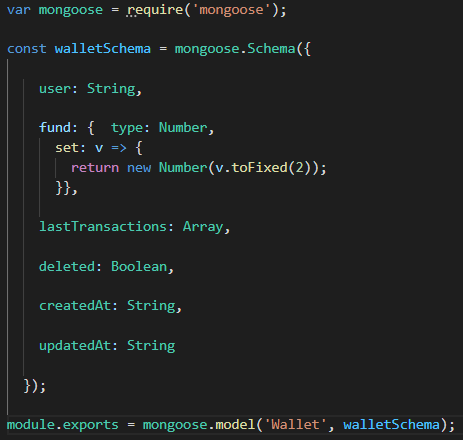 var mongoose = require('mongoose');
const walletSchema = mongoose.Schema({
user: String,
fund: {  type: Number,
set: v => {
return new Number(v.toFixed(2));
}},
lastTransactions: Array,
deleted: Boolean,
createdAt: String,
updatedAt: String
});
module.exports = mongoose.model('Wallet', walletSchema);